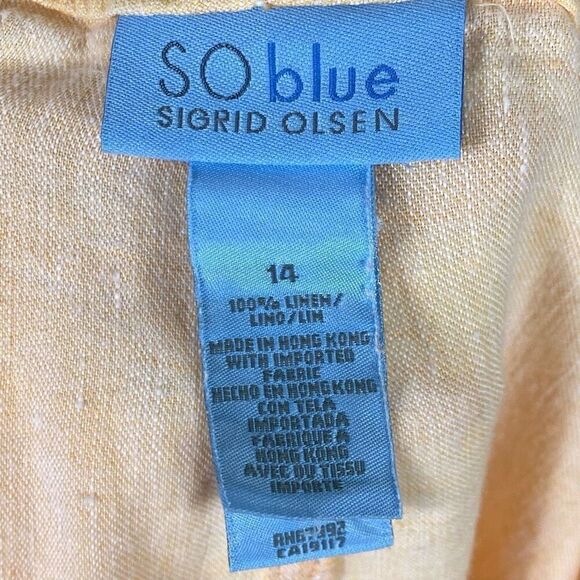 SO blue
SIGRID OLSEN
14
100% LINEN/
LINO/LIN
MADE IN HONG KONG
WITH IMPORTED
FABRIC
HECHO EN HONG KONG
CON TELA
IMPORTADA
FABRIQUE A
HONG KONG
AVEC DU TISSU
IMPORTE
CA19117